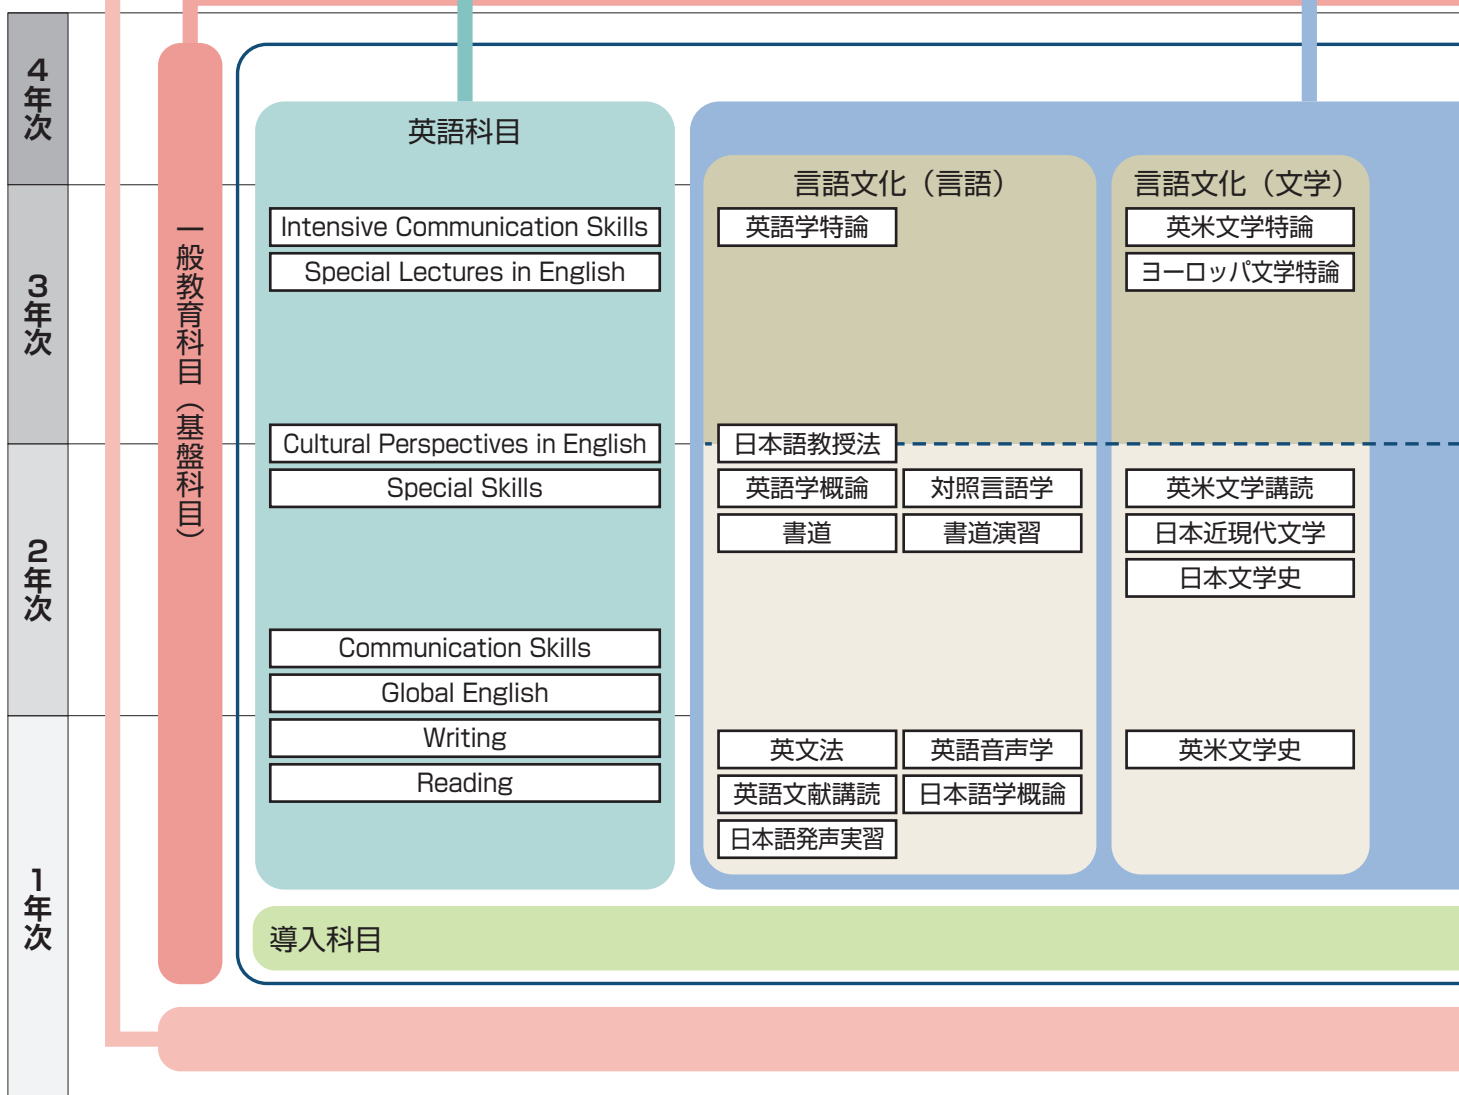 4年次
3年次
2年次
1年次
一般教育科目（基盤科目）
英語科目
Intensive Communication Skills
Special Lectures in English
Cultural Perspectives in English
Special Skills
Communication Skills
Global English
Writing
Reading
言語文化（言語）
英語学特論
日本語教授法
英語学概論
対照言語学
書道
書道演習
英文法
英語音声学
英語文献講読
日本語学概論
日本語発声実習
言語文化（文学）
英米文学特論
ヨーロッパ文学特論
英米文学講読
日本近現代文学
日本文学史
英米文学史
導入科目